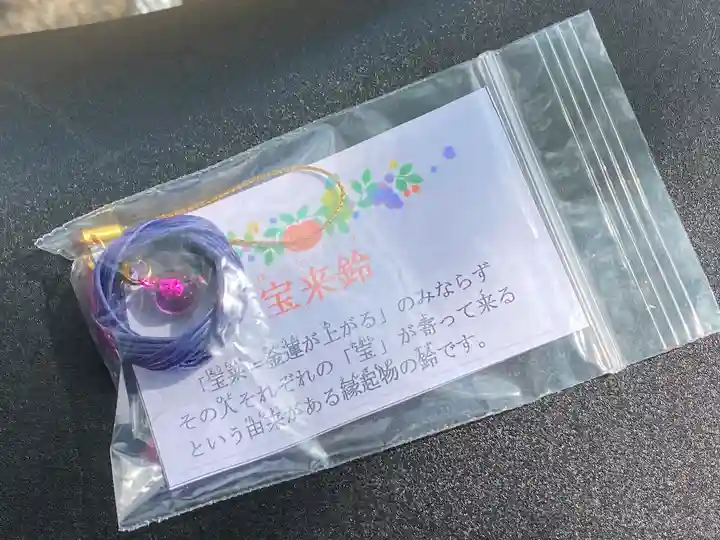 宝来鈴
「宝来=金運が上がる」のみならず
その人それぞれの「宝」が寄って来る
という由来がある縁起物の鈴です。